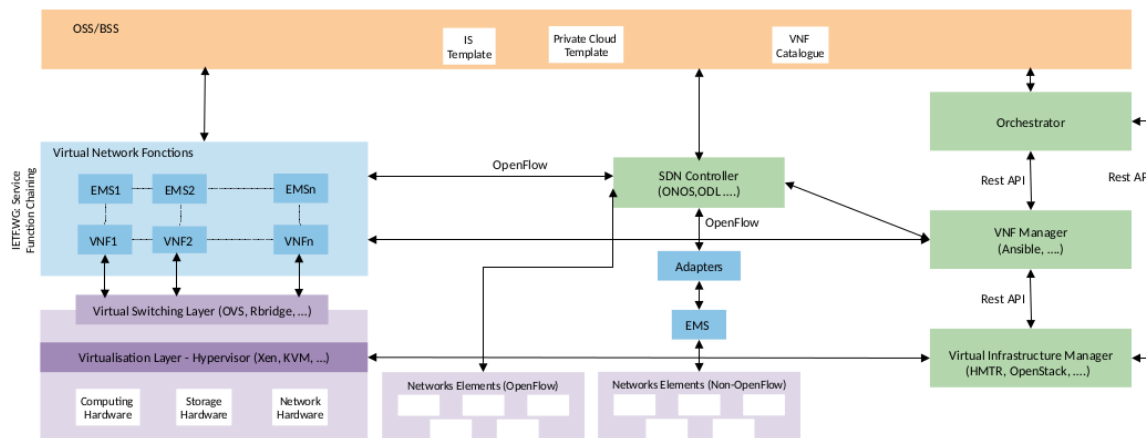 OSS/BSS
IS
Template
Private Cloud
Template
VNF
Catalogue
Orchestrator
IETF.WG: Service
Function Chaining
Virtual Network Fonctions
EMS1
EMS2
EMSn
VNF1
VNF2
VNFn
OpenFlow
SDN Controller
(ONOS,ODL ....)
OpenFlow
Rest API
Rest AP
VNF Manager
(Ansible, ....)
Adapters
EMS
Rest API
Virtual Switching Layer (OVS, Rbridge, ...)
Virtualisation Layer - Hypervisor (Xen, KVM, ...)
Virtual Infrastructure Manager
(HMTR, OpenStack, ....)
Computing
Hardware
Storage
Hardware
Network
Hardware
Networks Elements (OpenFlow)
Networks Elements (Non-OpenFlow)